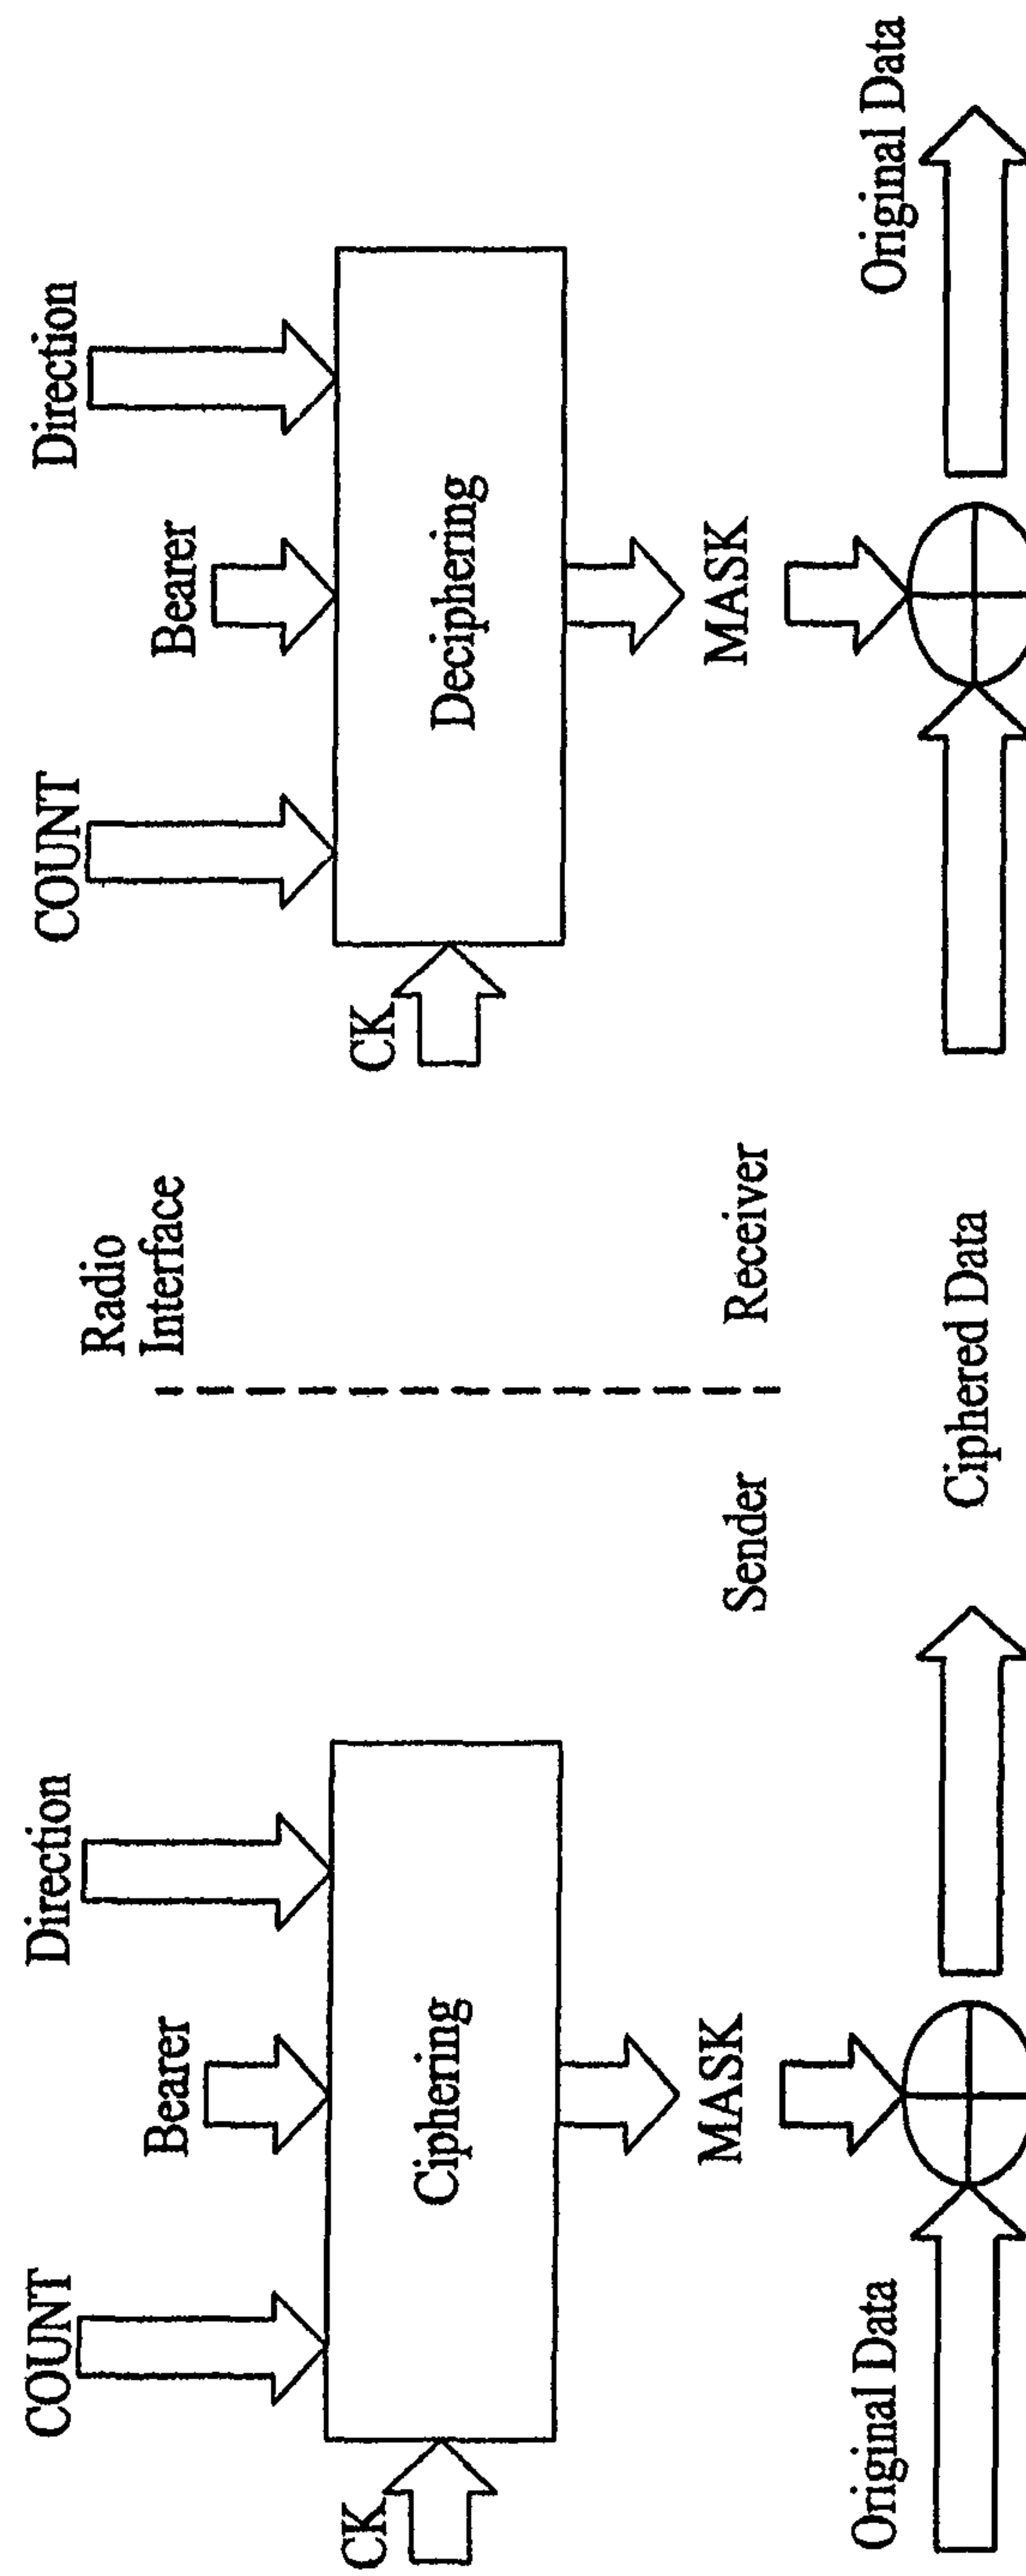 COUNT
Bearer
Direction
CK
Ciphering
MASK
Original Data
Radio
Interface
Sender
Receiver
Ciphered Data
COUNT
Bearer
Direction
CK
Deciphering
MASK
Original Data